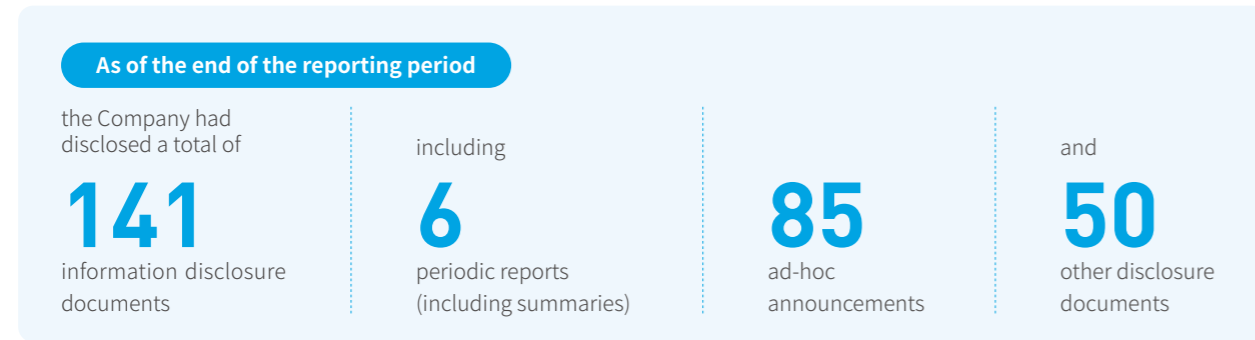 As of the end of the reporting period
the Company had
disclosed a total of
141
information disclosure
documents
including
6
periodic reports
(including summaries)
85
ad-hoc
announcements
and
50
other disclosure
documents